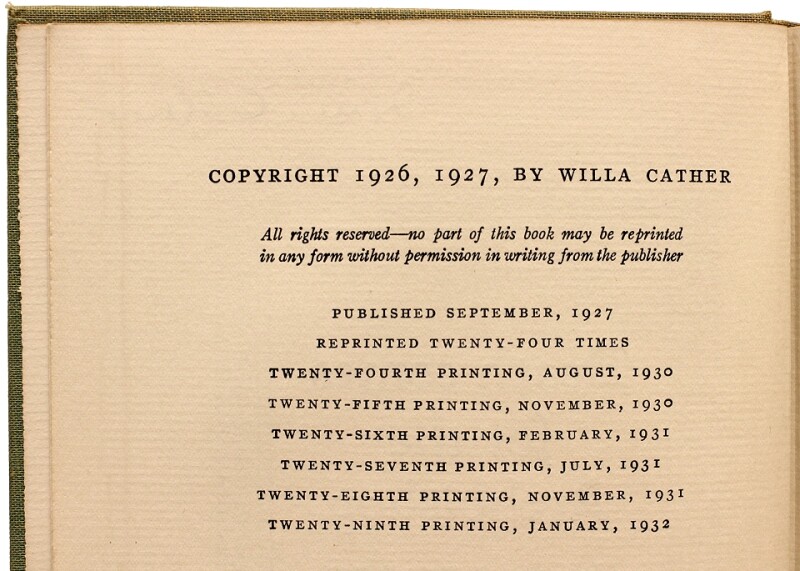 COPYRIGHT 1926, 1927, BY WILLA CATHER
All rights reserved—no part of this book may be reprinted
in any form without permission in writing from the publisher
PUBLISHED SEPTEMBER, 1927
REPRINTED TWENTY-FOUR TIMES
TWENTY-FOURTH PRINTING, AUGUST, 1930
TWENTY-FIFTH PRINTING, NOVEMBER, 1930
TWENTY-SIXTH PRINTING, FEBRUARY, 1931
TWENTY-SEVENTH PRINTING, JULY, 1931
TWENTY-EIGHTH PRINTING, NOVEMBER, 1931
TWENTY-NINTH PRINTING, JANUARY, 1932